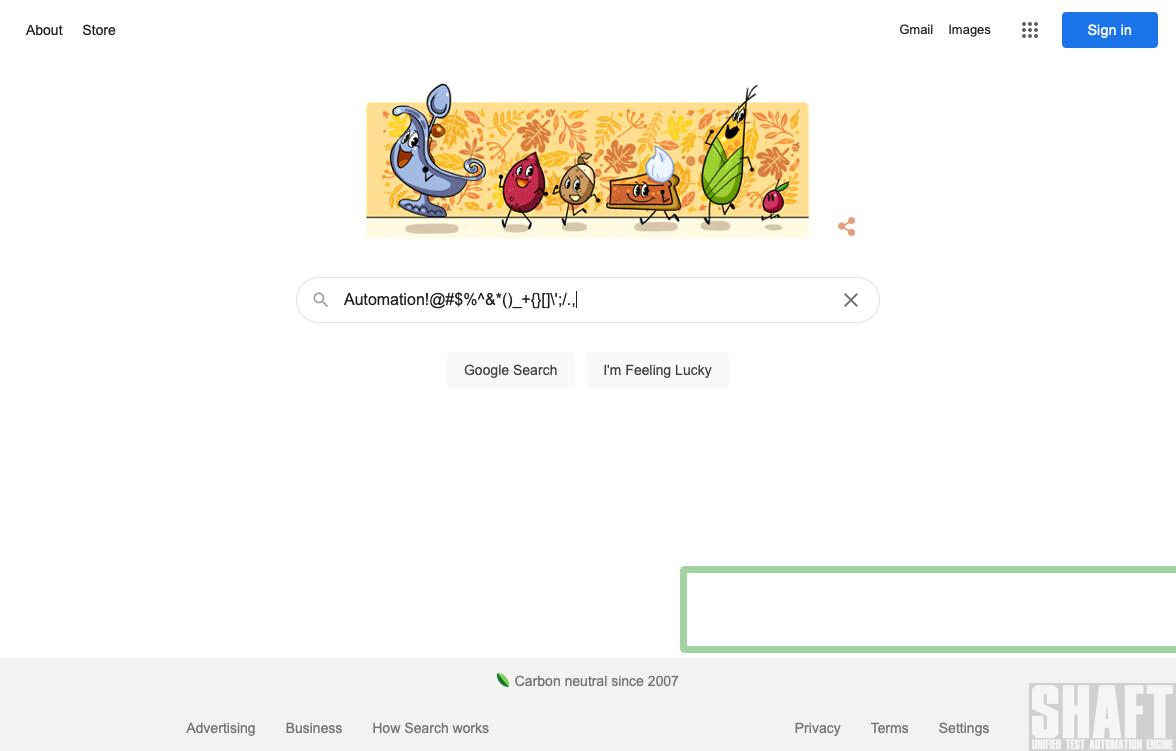 About Store
Gmail Images
Sign in
Automation!@#$%^&*()_+{}[]\';/.,
Google Search
I'm Feeling Lucky
Carbon neutral since 2007
Advertising Business How Search works
Privacy Terms Settings
SHAFT
UNIFIED TEST AUTOMATION ENGINE